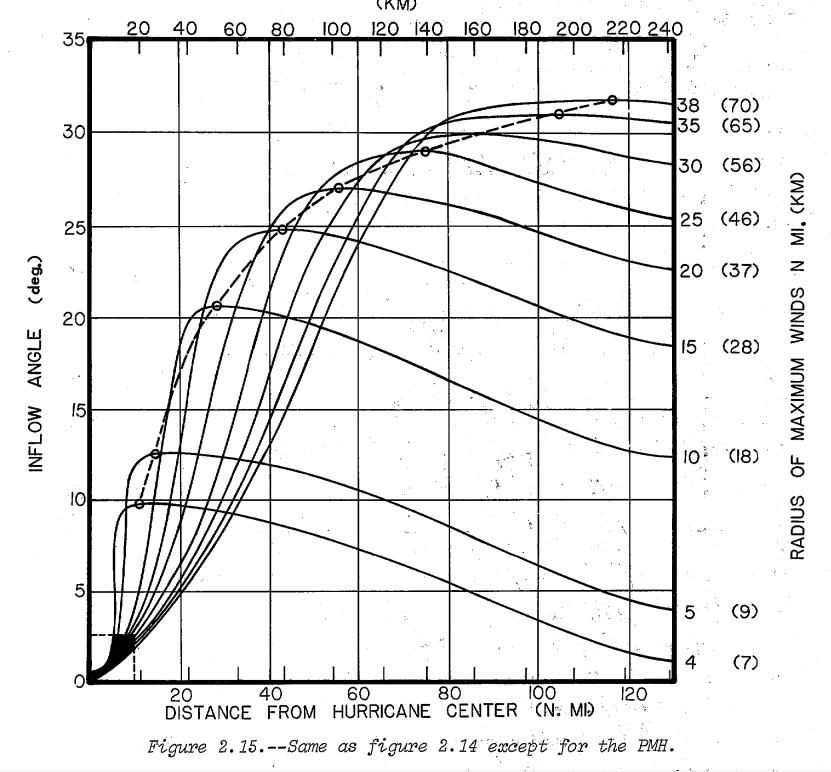 (KM)
20 40 60 80 100 120 140 160 180 200 220 240
35
30
25
20
15
10
5
0
INFLOW ANGLE (deg.)
38 (70)
35 (65)
30 (56)
25 (46)
20 (37)
15 (28)
10 (18)
5 (9)
4 (7)
RADIUS OF MAXIMUM WINDS N MI, (KM)
20 40 60 80 100 120
DISTANCE FROM HURRICANE CENTER (N. MI)
Figure 2.15.--Same as figure 2.14 except for the PMH.